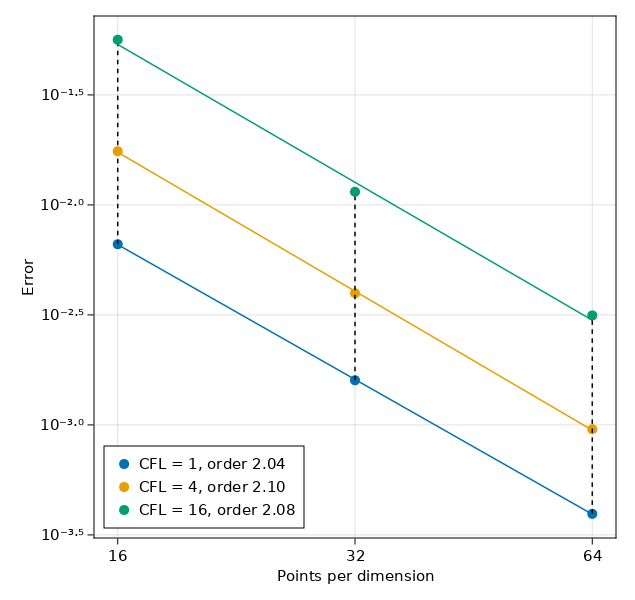 10⁻¹·⁵
10⁻²·⁰
10⁻²·⁵
10⁻³·⁰
10⁻³·⁵
Error
CFL = 1, order 2.04
CFL = 4, order 2.10
CFL = 16, order 2.08
16 32 64
Points per dimension